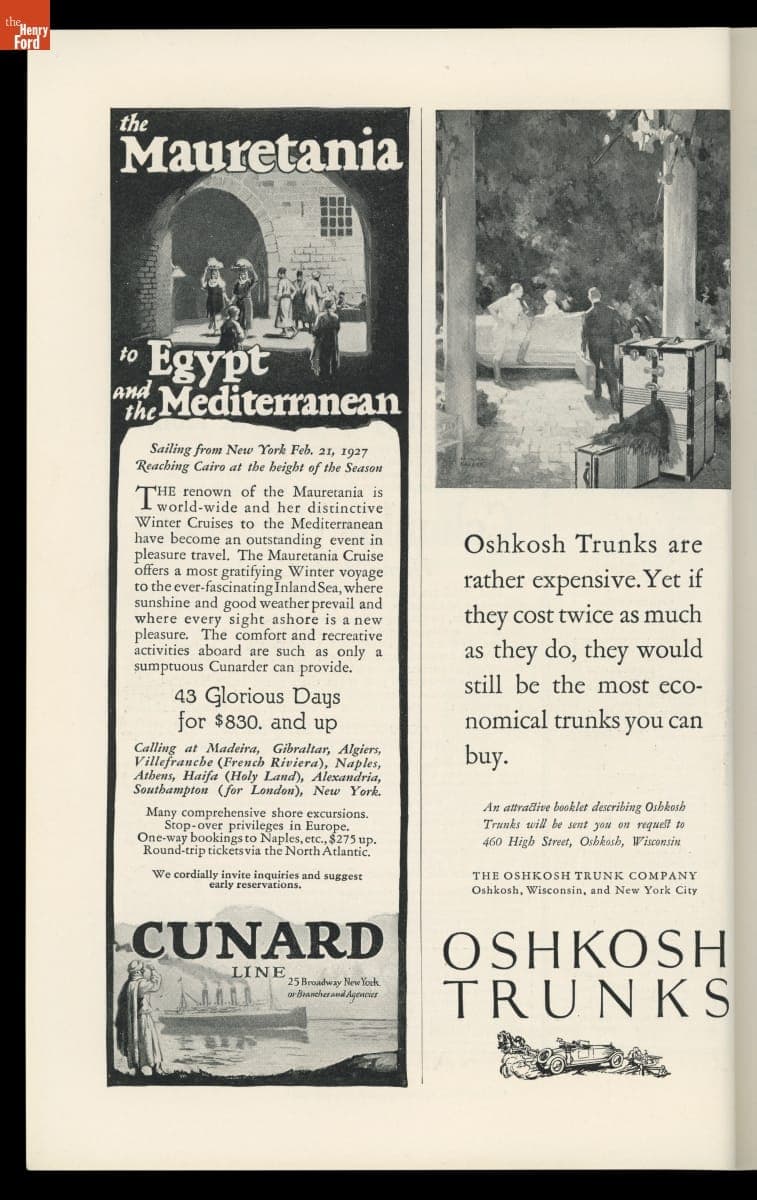 the
Henry
Ford
the
Mauretania
to Egypt
and
the Mediterranean
Sailing from New York Feb. 21, 1927
Reaching Cairo at the height of the Season
THE renown of the Mauretania is
world-wide and her distinctive
Winter Cruises to the Mediterranean
have become an outstanding event in
pleasure travel. The Mauretania Cruise
offers a most gratifying Winter voyage
to the ever-fascinating Inland Sea, where
sunshine and good weather prevail and
where every sight ashore is a new
pleasure. The comfort and recreative
activities aboard are such as only a
sumptuous Cunarder can provide.
43 Glorious Days
for $830. and up
Calling at Madeira, Gibraltar, Algiers,
Villefranche (French Riviera), Naples,
Athens, Haifa (Holy Land), Alexandria,
Southampton (for London), New York.
Many comprehensive shore excursions.
Stop-over privileges in Europe.
One-way bookings to Naples, etc., $275 up.
Round-trip tickets via the North Atlantic.
We cordially invite inquiries and suggest
early reservations.
CUNARD
LINE
25 Broadway New York
or Branches and Agencies
Oshkosh Trunks are
rather expensive. Yet if
they cost twice as much
as they do, they would
still be the most eco-
nomical trunks you can
buy.
An attractive booklet describing Oshkosh
Trunks will be sent you on request to
460 High Street, Oshkosh, Wisconsin
THE OSHKOSH TRUNK COMPANY
Oshkosh, Wisconsin, and New York City
OSHKOSH
TRUNKS